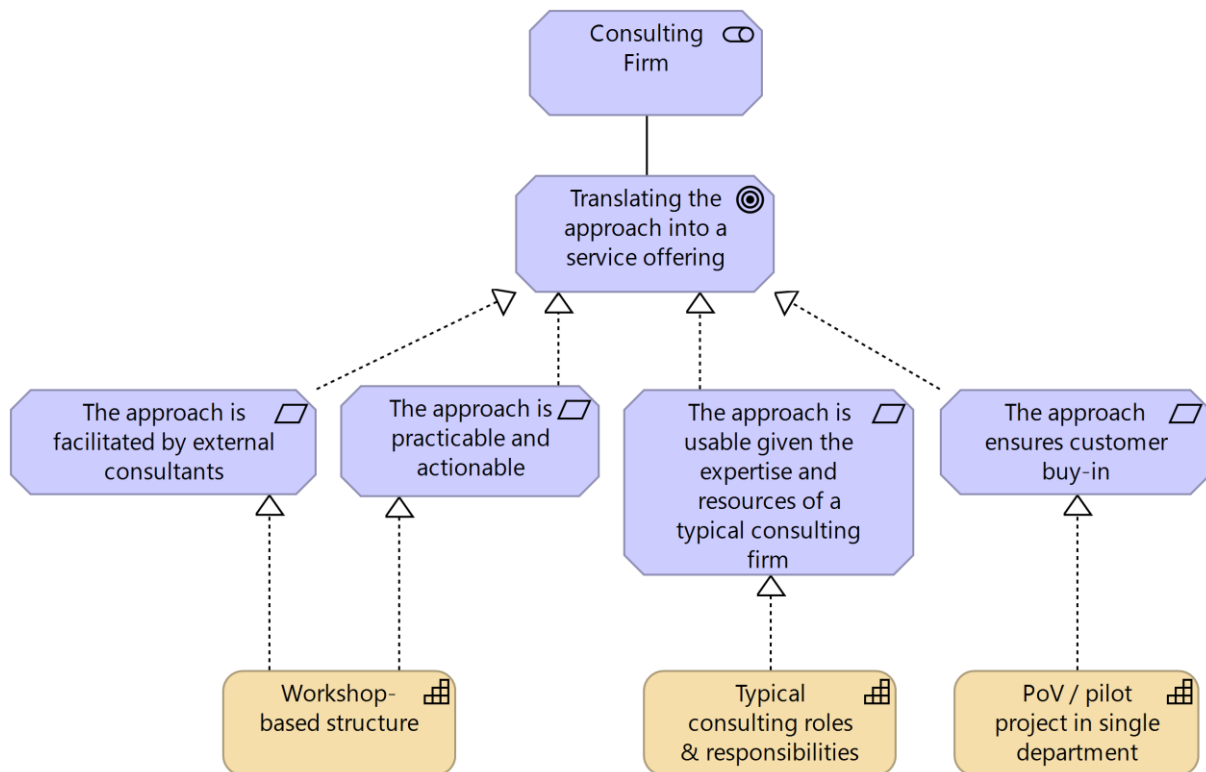 Consulting
Firm
Translating the
approach into a
service offering
The approach is
facilitated by external
consultants
The approach is
practicable and
actionable
The approach is
usable given the
expertise and
resources of a
typical consulting
firm
The approach
ensures customer
buy-in
Workshop-
based structure
Typical
consulting roles
& responsibilities
PoV / pilot
project in single
department